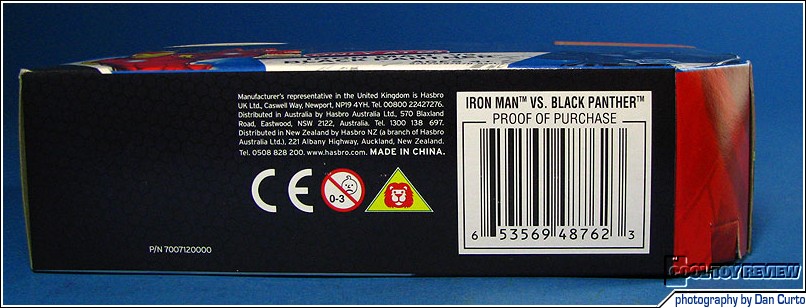 BLACK PANTHER
Manufacturer's representative in the United Kingdom is Hasbro
UK Ltd., Caswell Way, Newport, NP19 4YH. Tel. 00800 22427276.
Distributed in Australia by Hasbro Australia Ltd., 570 Blaxland
Road, Eastwood, NSW 2122, Australia. Tel. 1300 138 697.
Distributed in New Zealand by Hasbro NZ (a branch of Hasbro
Australia Ltd.), 221 Albany Highway, Auckland, New Zealand.
Tel. 0508 828 200. www.hasbro.com. MADE IN CHINA.
CE
0-3
P/N 7007120000
IRON MAN™ VS. BLACK PANTHER™
PROOF OF PURCHASE
6 53569 48762 3
COOLTOYREVIEW
photography by Dan Curto